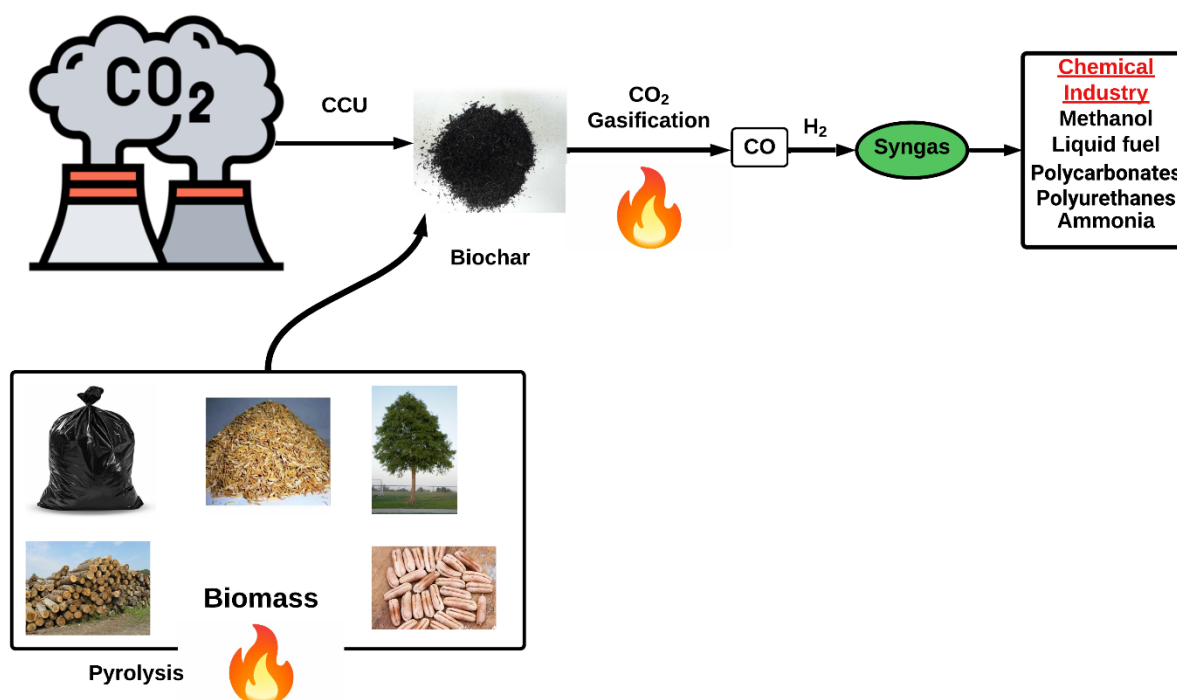 CO₂
CCU
Biochar
CO₂
Gasification
CO
H₂
Syngas
Chemical
Industry
Methanol
Liquid fuel
Polycarbonates
Polyurethanes
Ammonia
Biomass
Pyrolysis